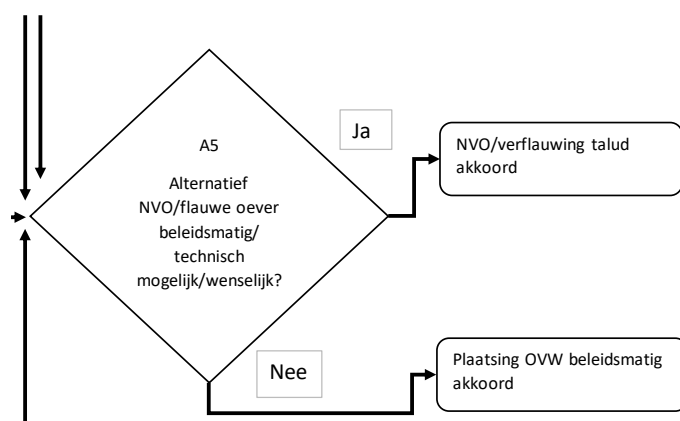 A5
Alternatief
NVO/flauwe oever
beleidsmatig/
technisch
mogelijk/wenselijk?
Ja
NVO/verflauwing talud
akkoord
Nee
Plaatsing OVW beleidsmatig
akkoord